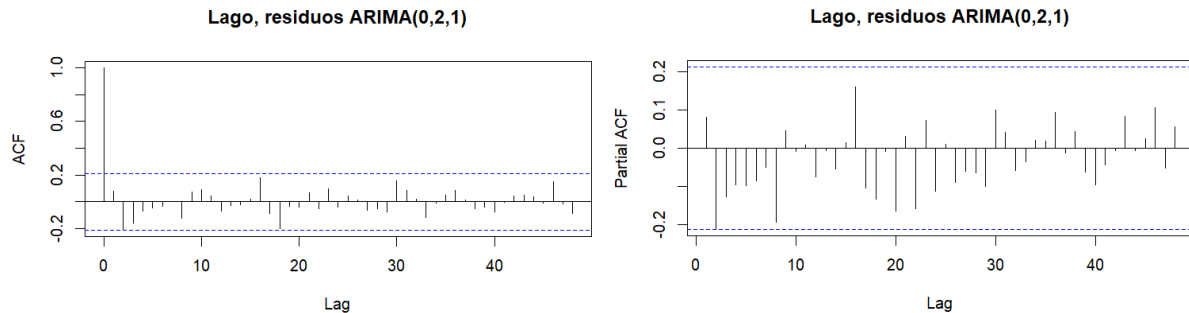 Lago, residuos ARIMA(0,2,1)
ACF
1.0
0.6
0.2
-0.2
0 10 20 30 40
Lag
Lago, residuos ARIMA(0,2,1)
Partial ACF
0.2
0.1
0.0
-0.2
0 10 20 30 40
Lag